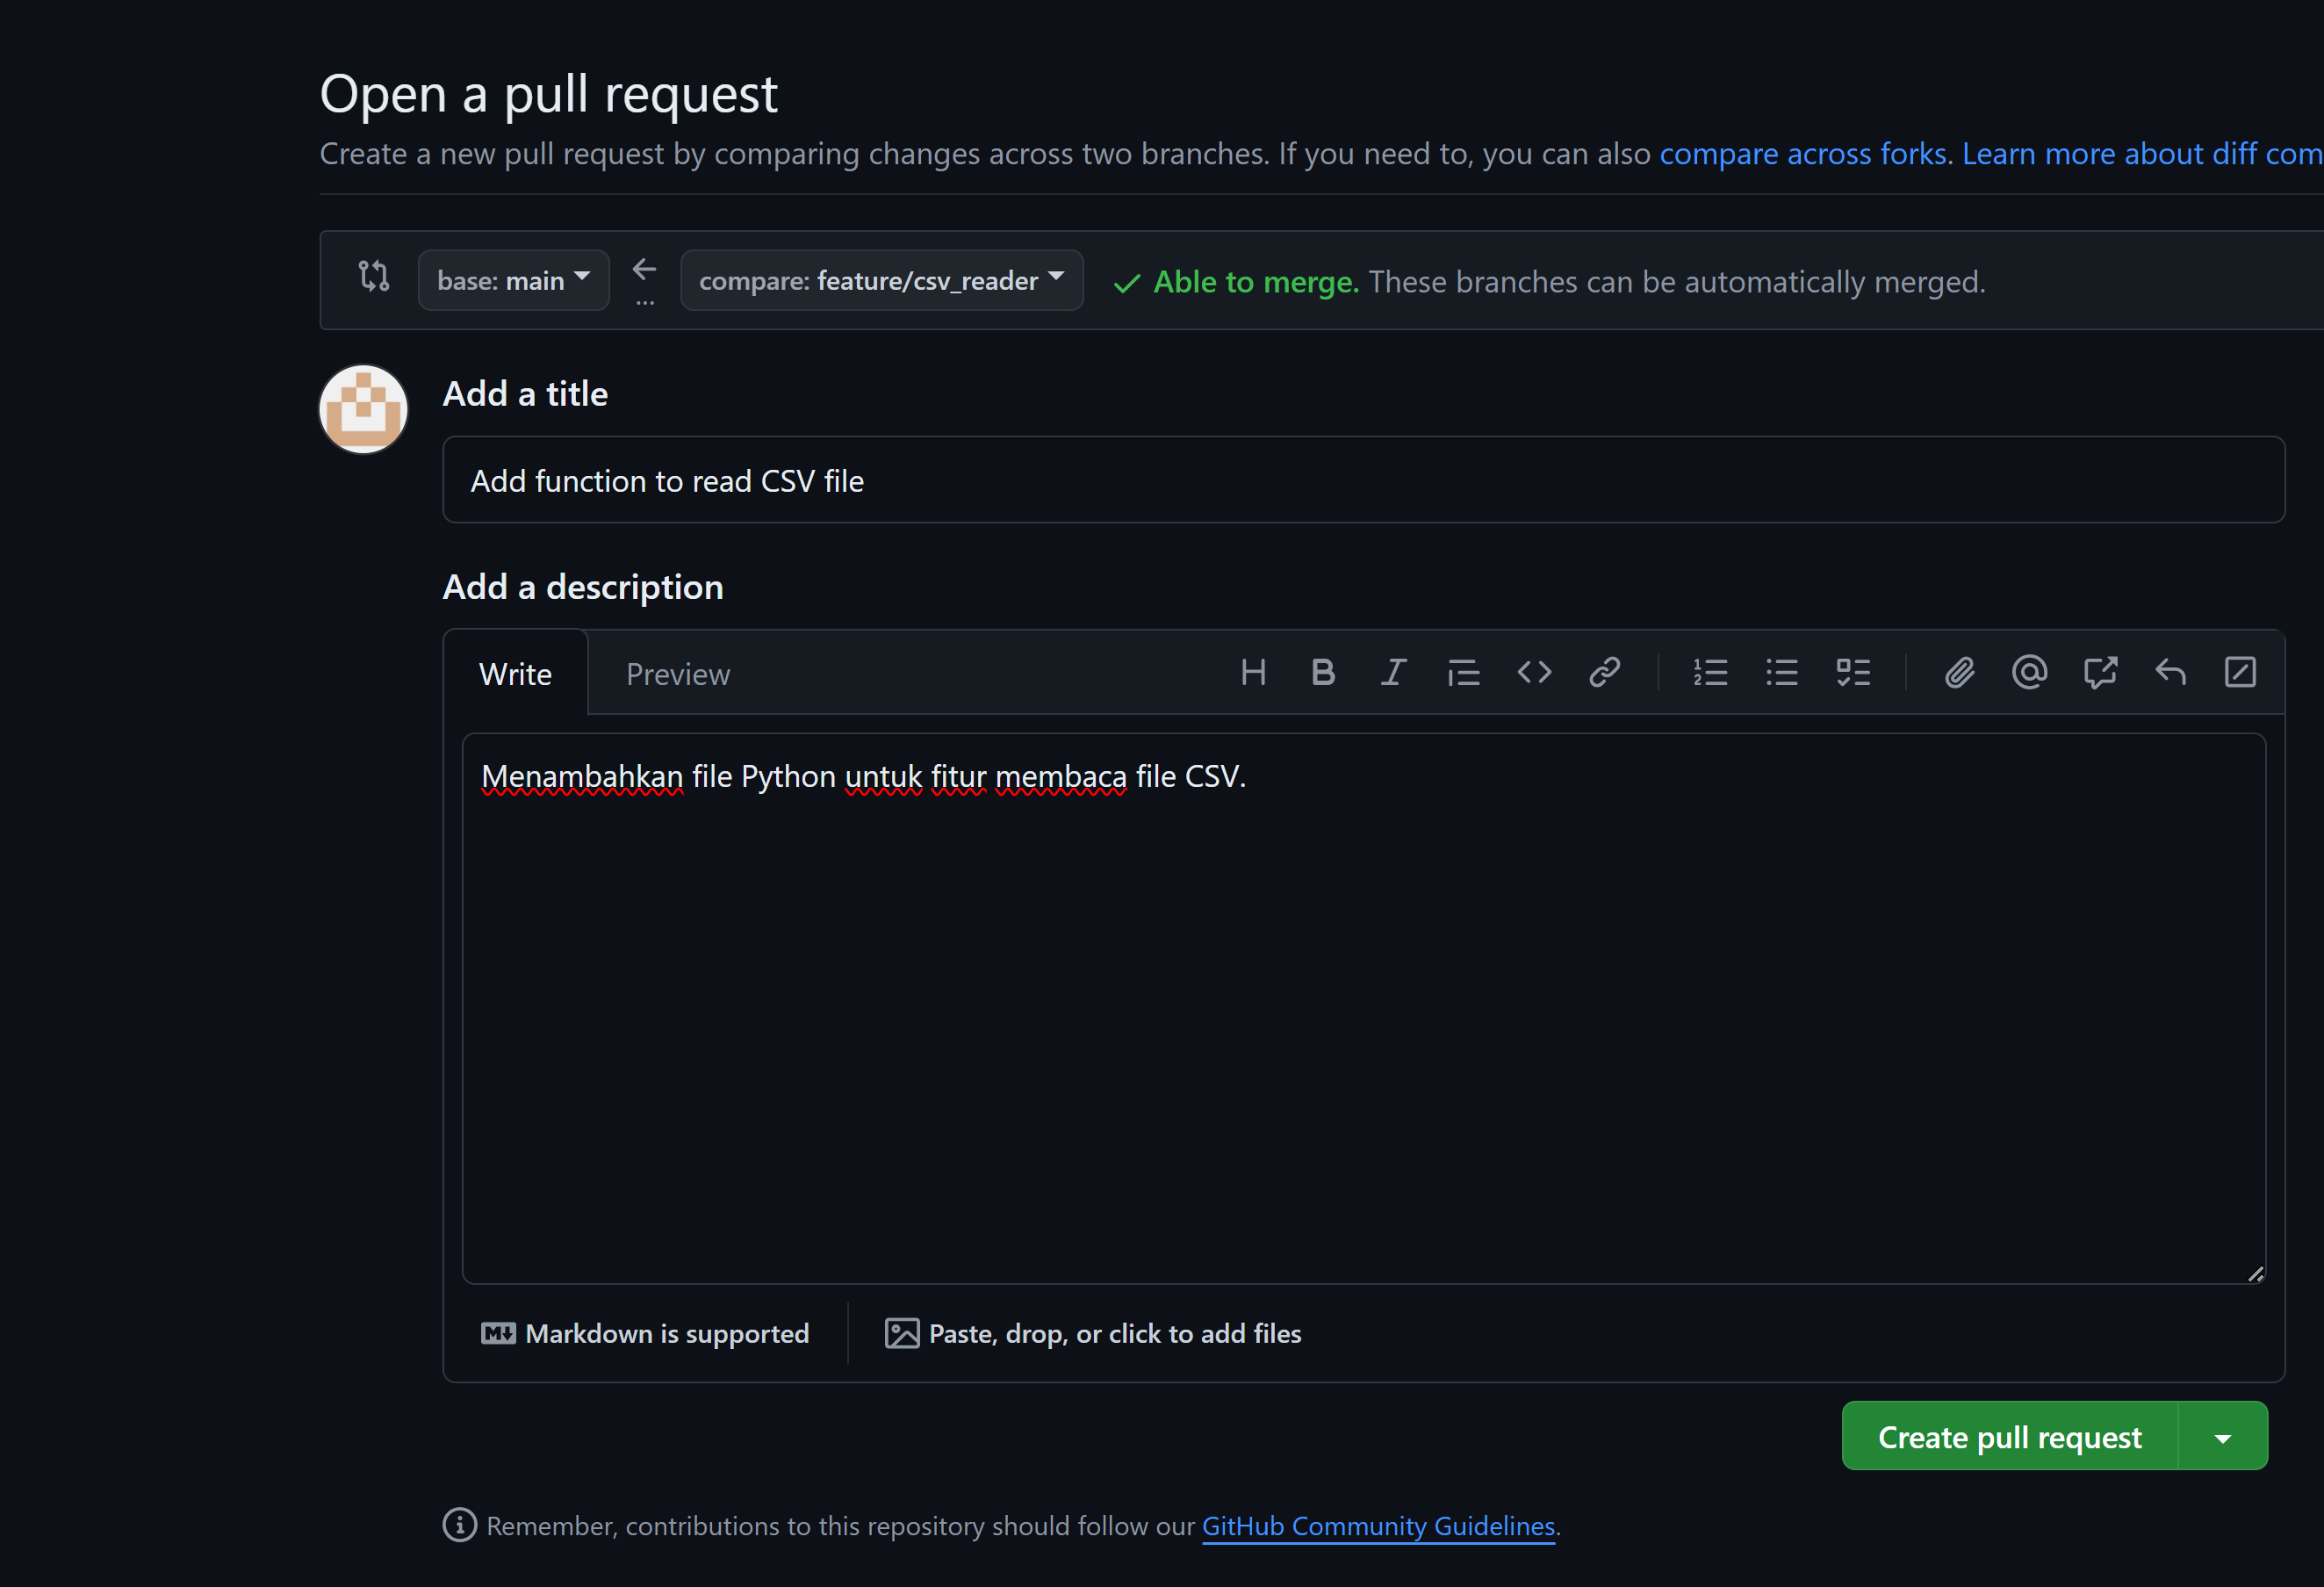 Open a pull request
Create a new pull request by comparing changes across two branches. If you need to, you can also compare across forks. Learn more about diff com
base: main ... compare: feature/csv_reader Able to merge. These branches can be automatically merged.
Add a title
Add function to read CSV file
Add a description
Write Preview
Menambahkan file Python untuk fitur membaca file CSV.
Markdown is supported Paste, drop, or click to add files
Create pull request
Remember, contributions to this repository should follow our GitHub Community Guidelines.